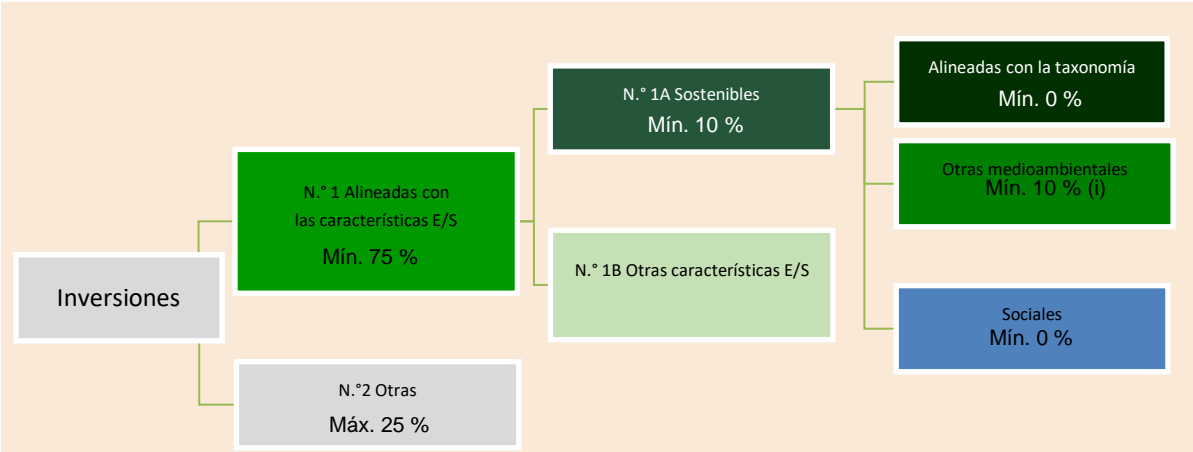 Inversiones
N.° 1 Alineadas con
las características E/S
Mín. 75 %
N.°2 Otras
Máx. 25 %
N.° 1A Sostenibles
Mín. 10 %
N.° 1B Otras características E/S
Alineadas con la taxonomía
Mín. 0 %
Otras medioambientales
Mín. 10 % (i)
Sociales
Mín. 0 %